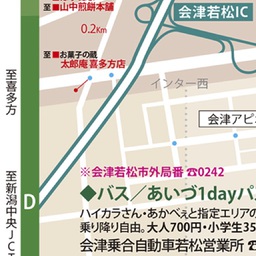 至■山中煎餅本舗
0.2Km
会津若松IC
至■お菓子の蔵
太郎庵喜多方店
インター西
至喜多方
会津アピ
※会津若松市外局番☎0242
至新潟中央JCT
D
◆バス／あいづ1dayパ
ハイカラさん・あかべぇと指定エリアの
乗り降り自由。大人700円・小学生35
会津乗合自動車若松営業所 ☎